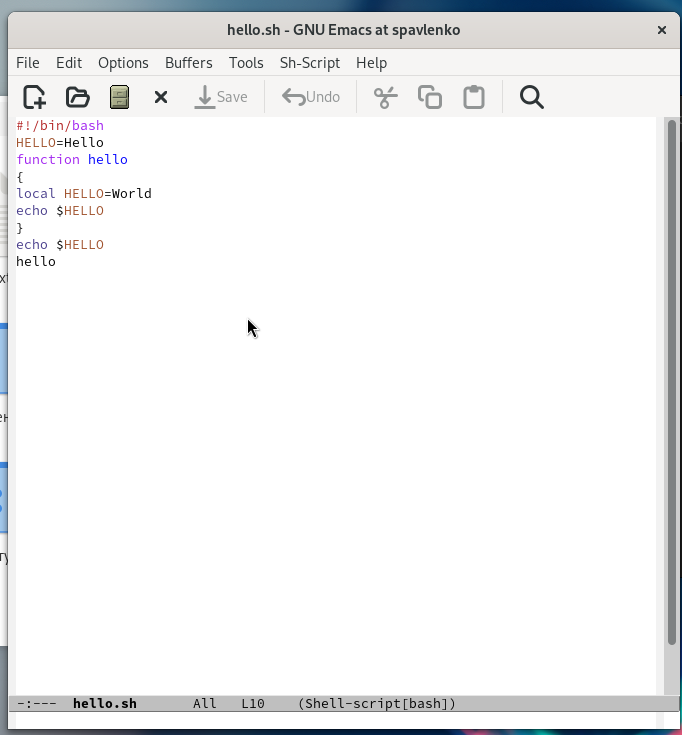 hello.sh - GNU Emacs at spavlenko
File Edit Options Buffers Tools Sh-Script Help
Save Undo
#!/bin/bash
HELLO=Hello
function hello
{
local HELLO=World
echo $HELLO
}
echo $HELLO
hello
-:--- hello.sh All L10 (Shell-script[bash])